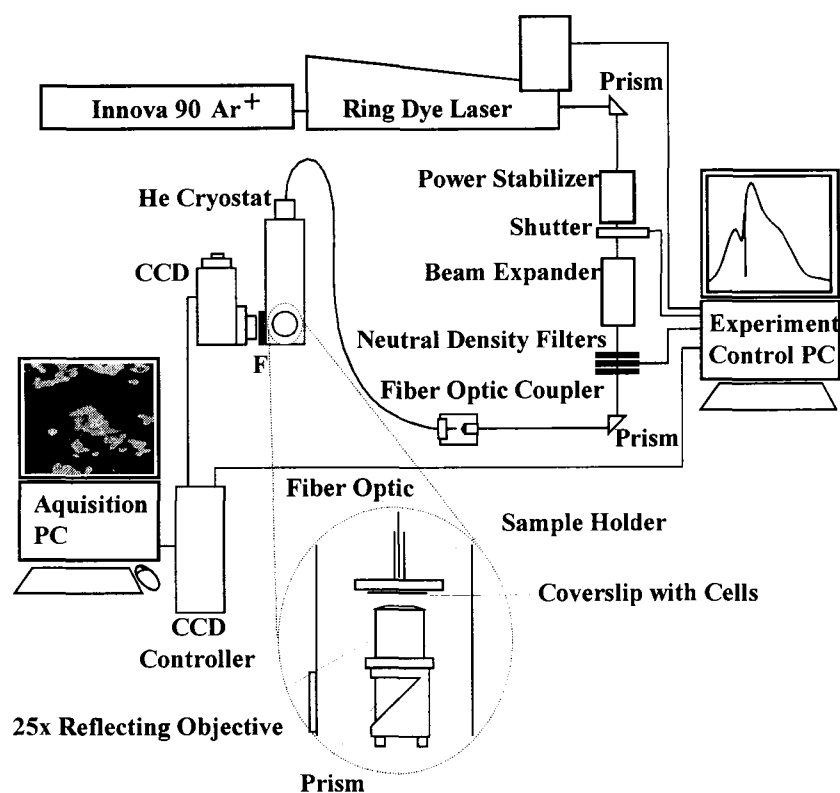 Innova 90 Ar+
Ring Dye Laser
Prism
He Cryostat
Power Stabilizer
Shutter
CCD
Beam Expander
Neutral Density Filters
Experiment
Control PC
F
Fiber Optic Coupler
Prism
Aquisition
PC
Fiber Optic
Sample Holder
Coverslip with Cells
CCD
Controller
25x Reflecting Objective
Prism